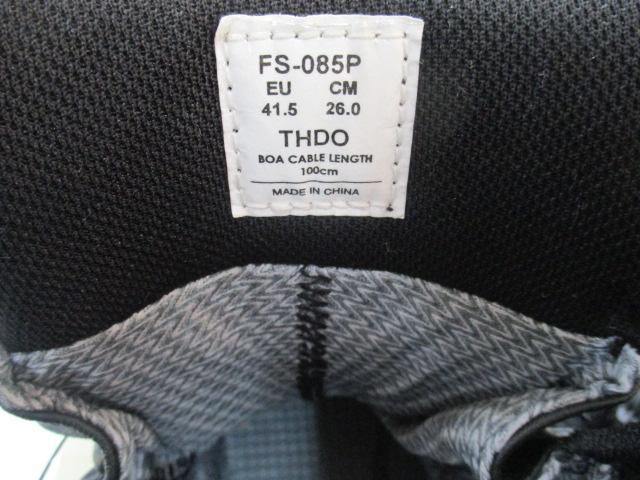 FS-085P
EU CM
41.5 26.0
THDO
BOA CABLE LENGTH
100cm
MADE IN CHINA